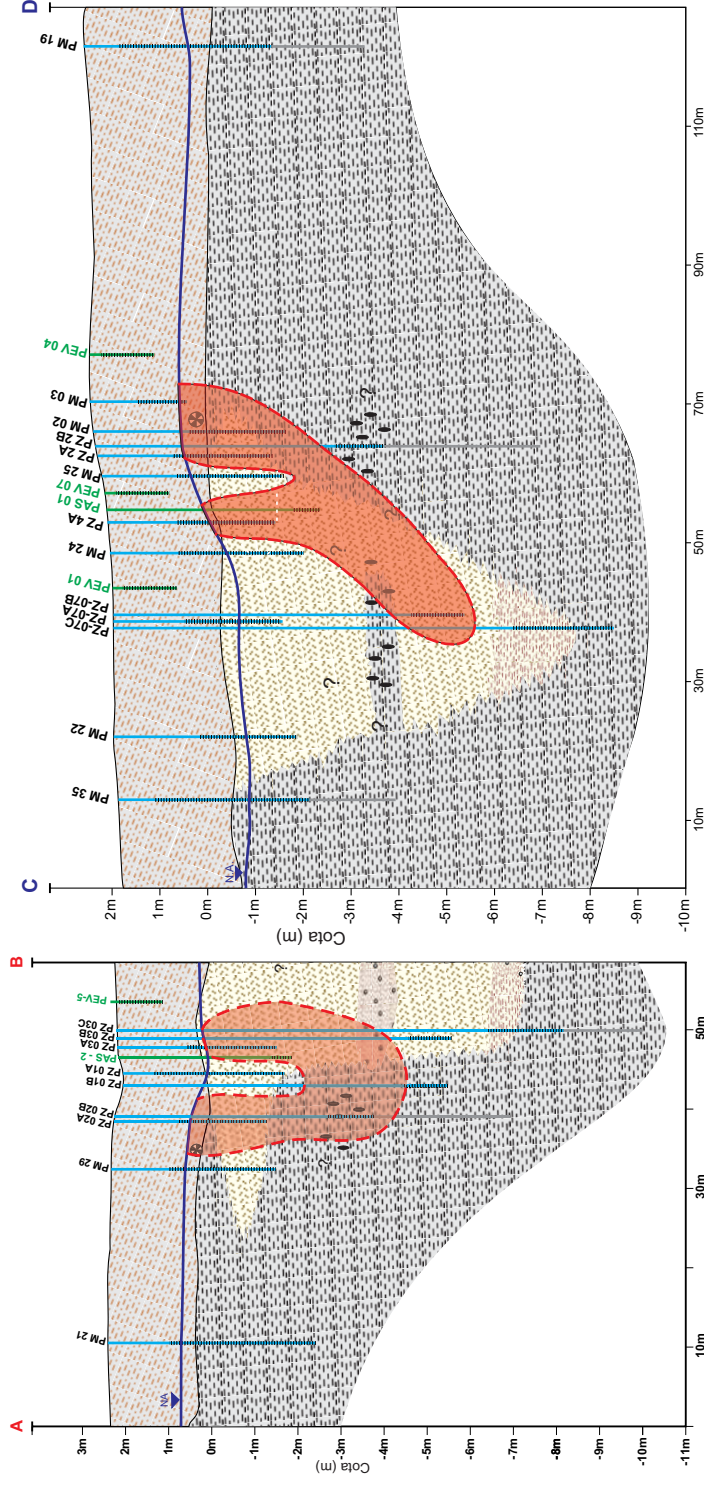 A
B
PM 21
PM 29
PZ 02A
PZ 02B
PZ 01B
PZ 01A
PAS - 2
PZ 03A
PZ 03B
PZ 03C
PEV-5
NA
?
?
3m
2m
1m
0m
-1m
-2m
-3m
-4m
-5m
-6m
-7m
-8m
-9m
-10m
-11m
Cota (m)
10m
30m
50m
C
D
PM 35
PM 22
PZ-07C
PZ-07A
PZ-07B
PEV 01
PM 24
PZ 4A
PAS 01
PEV 07
PM 25
PZ 2A
PZ 2B
PM 02
PM 03
PEV 04
PM 19
N.A
?
?
?
?
?
2m
1m
0m
-1m
-2m
-3m
-4m
-5m
-6m
-7m
-8m
-9m
-10m
Cota (m)
10m
30m
50m
70m
90m
110m